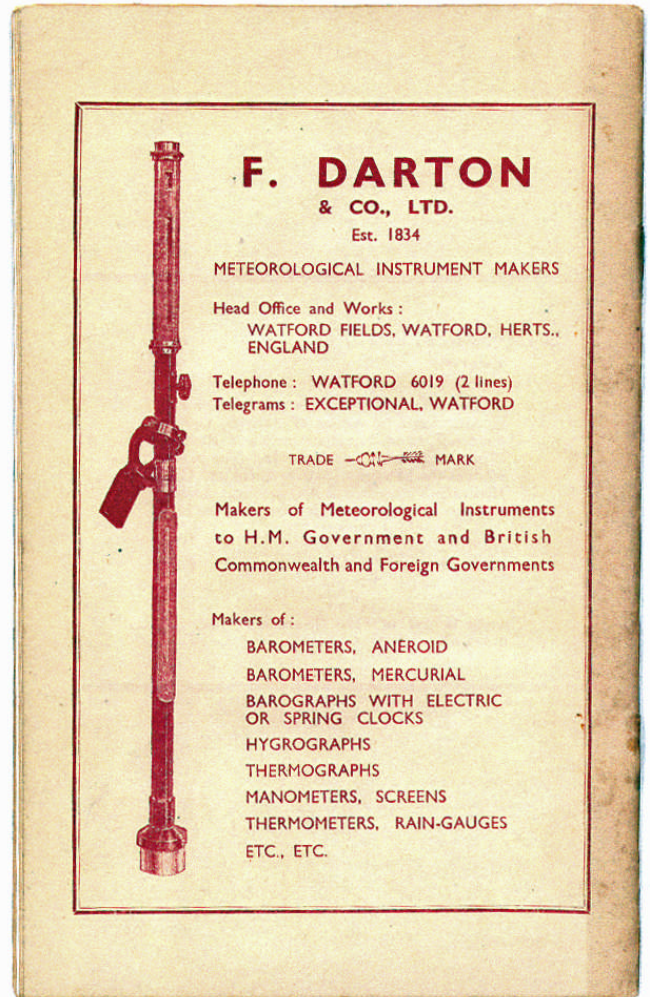 F. DARTON
& CO., LTD.
Est. 1834
METEOROLOGICAL INSTRUMENT MAKERS
Head Office and Works :
WATFORD FIELDS, WATFORD, HERTS.,
ENGLAND
Telephone : WATFORD 6019 (2 lines)
Telegrams : EXCEPTIONAL, WATFORD
TRADE MARK
Makers of Meteorological Instruments
to H.M. Government and British
Commonwealth and Foreign Governments
Makers of :
BAROMETERS, ANEROID
BAROMETERS, MERCURIAL
BAROGRAPHS WITH ELECTRIC
OR SPRING CLOCKS
HYGROGRAPHS
THERMOGRAPHS
MANOMETERS, SCREENS
THERMOMETERS, RAIN-GAUGES
ETC., ETC.